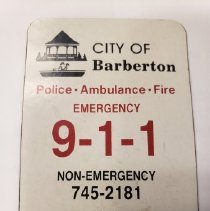 CITY OF
Barberton
Police • Ambulance • Fire
EMERGENCY
9-1-1
NON-EMERGENCY
745-2181